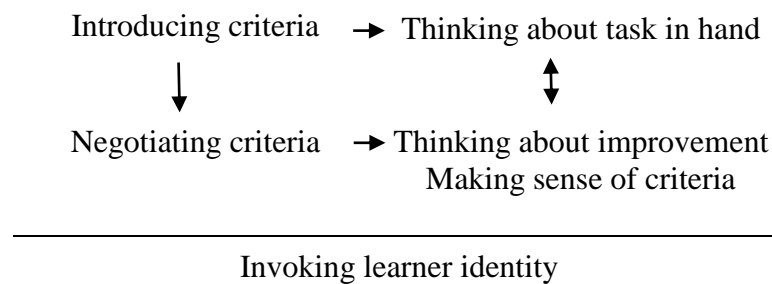 Introducing criteria → Thinking about task in hand
Negotiating criteria → Thinking about improvement
Making sense of criteria
Invoking learner identity